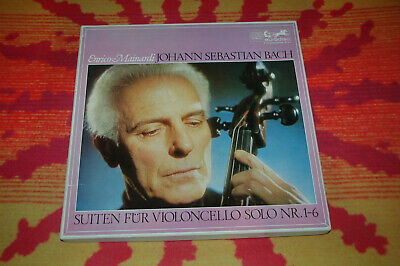 Enrico Mainardi JOHANN SEBASTIAN BACH
SUITEN FÜR VIOLONCELLO SOLO NR.1-6